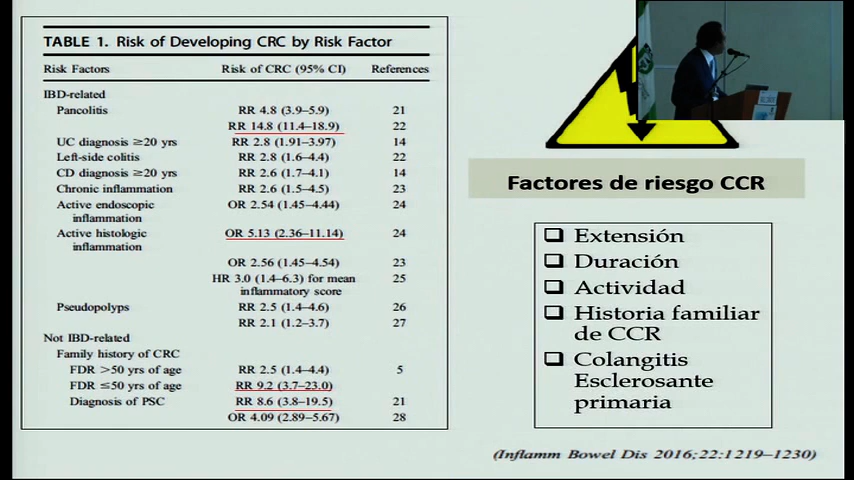 TABLE 1. Risk of Developing CRC by Risk Factor
Risk Factors Risk of CRC (95% CI) References
IBD-related
Pancolitis RR 4.8 (3.9–5.9) 21
RR 14.8 (11.4–18.9) 22
UC diagnosis ≥20 yrs RR 2.8 (1.91–3.97) 14
Left-side colitis RR 2.8 (1.6–4.4) 22
CD diagnosis ≥20 yrs RR 2.6 (1.7–4.1) 14
Chronic inflammation RR 2.6 (1.5–4.5) 23
Active endoscopic OR 2.54 (1.45–4.44) 24
inflammation
Active histologic OR 5.13 (2.36–11.14) 24
inflammation
OR 2.56 (1.45–4.54) 23
HR 3.0 (1.4–6.3) for mean 25
inflammatory score
Pseudopolyps RR 2.5 (1.4–4.6) 26
RR 2.1 (1.2–3.7) 27
Not IBD-related
Family history of CRC
FDR >50 yrs of age RR 2.5 (1.4–4.4) 5
FDR ≤50 yrs of age RR 9.2 (3.7–23.0)
Diagnosis of PSC RR 8.6 (3.8–19.5) 21
OR 4.09 (2.89–5.67) 28
Factores de riesgo CCR
Extensión
Duración
Actividad
Historia familiar
de CCR
Colangitis
Esclerosante
primaria
(Inflamm Bowel Dis 2016;22:1219–1230)